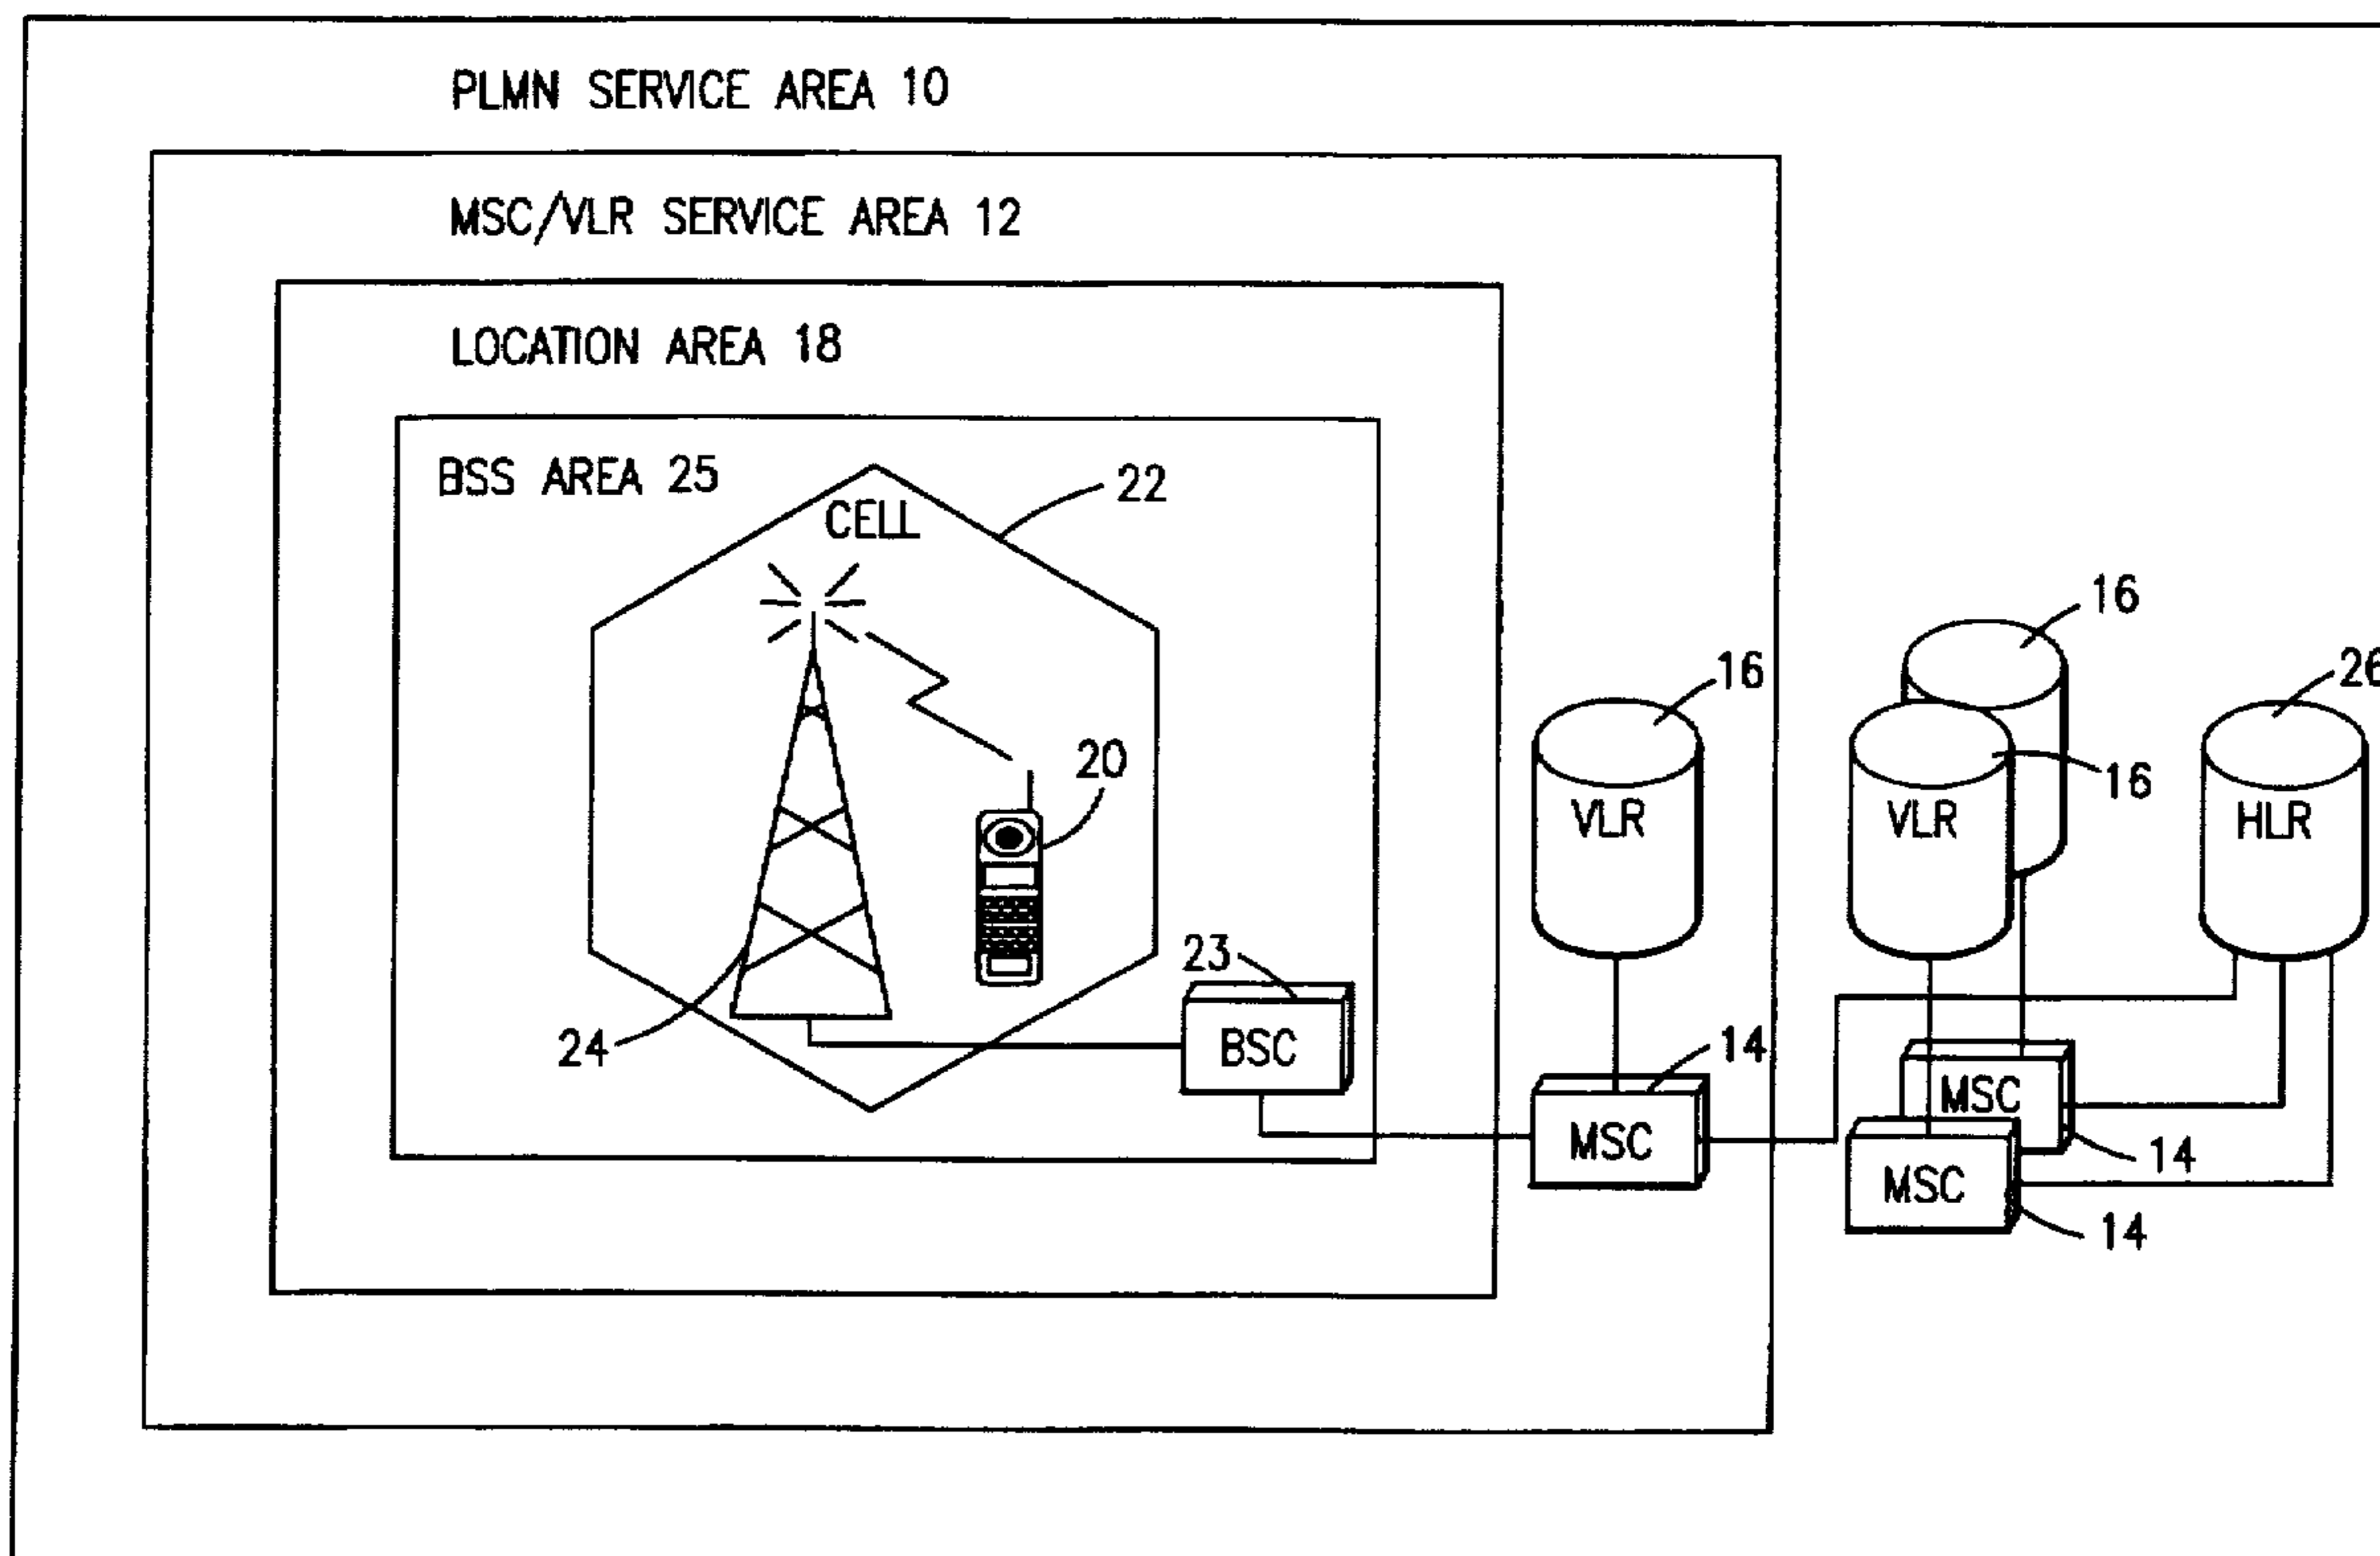 PLMN SERVICE AREA 10
MSC/VLR SERVICE AREA 12
LOCATION AREA 18
BSS AREA 25
22
CELL
16
16
26
16
20
VLR
VLR
HLR
23
24
BSC
14
MSC
MSC
14
MSC
14